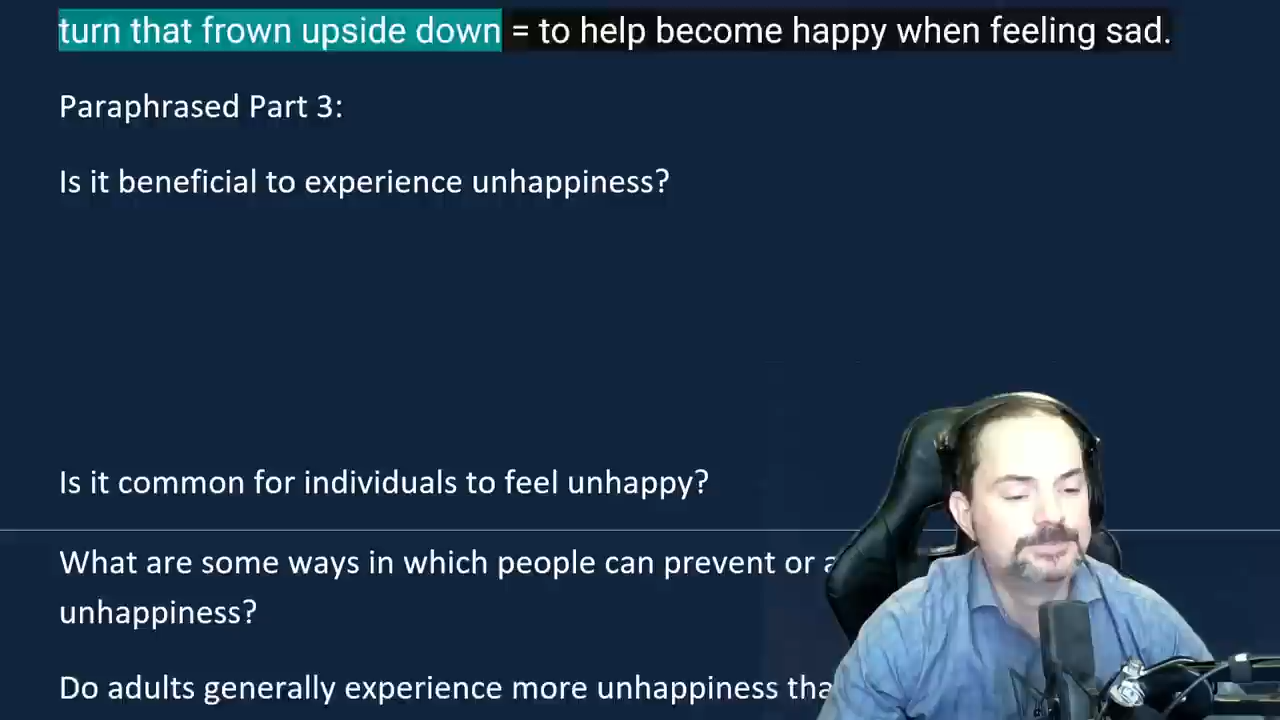 turn that frown upside down = to help become happy when feeling sad.
Paraphrased Part 3:
Is it beneficial to experience unhappiness?
Is it common for individuals to feel unhappy?
What are some ways in which people can prevent or
unhappiness?
Do adults generally experience more unhappiness